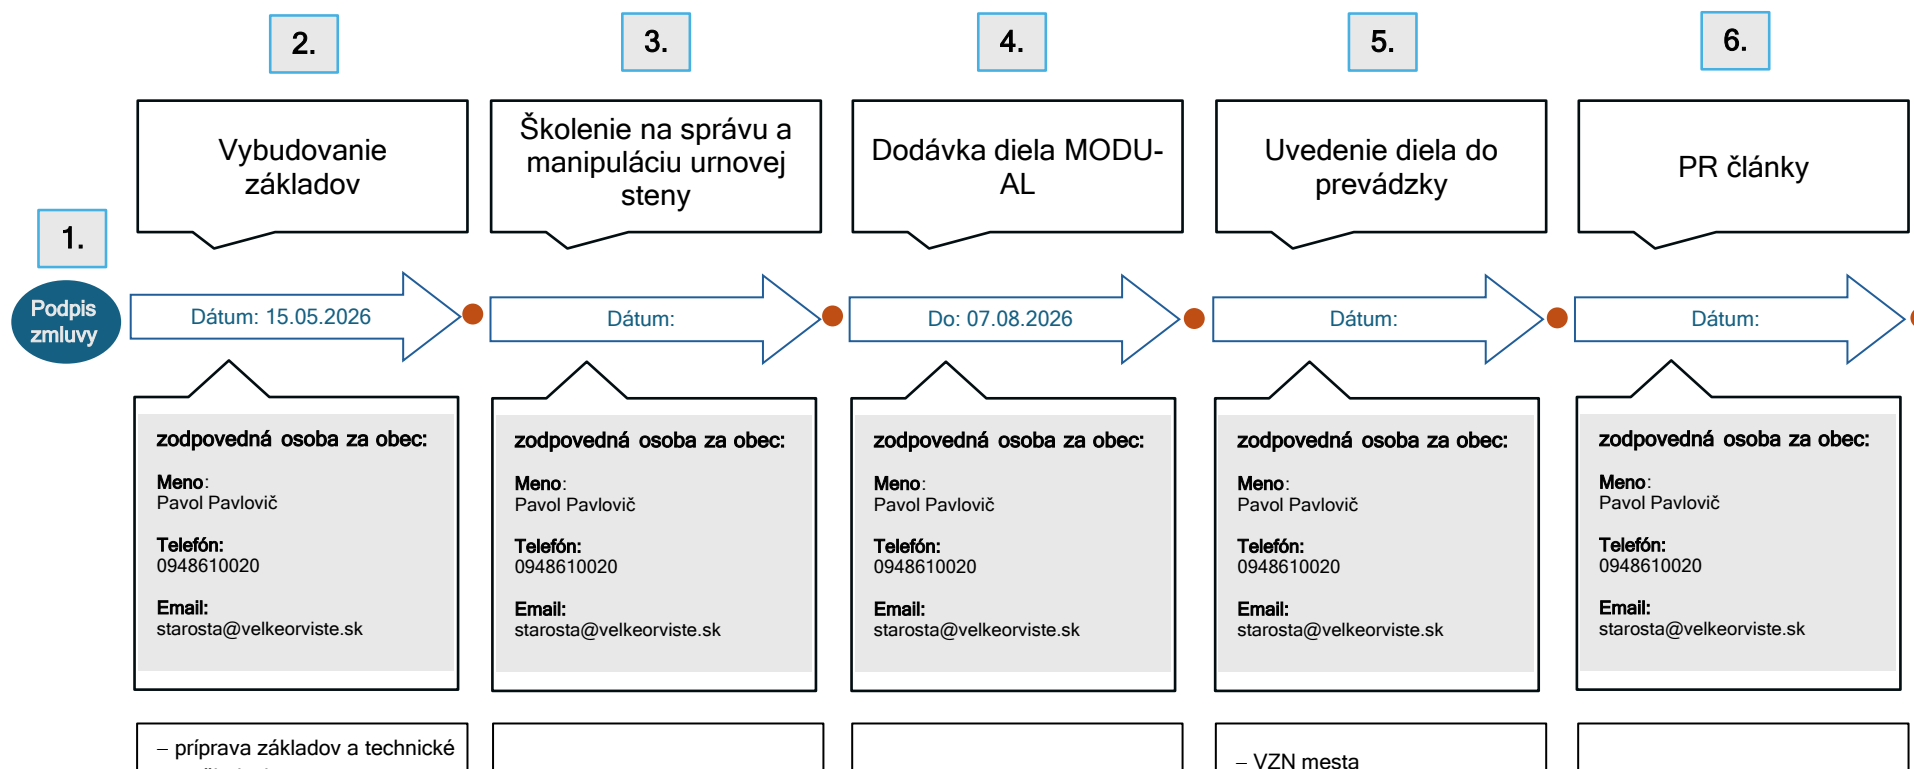 2.
3.
4.
5.
6.
Vybudovanie
základov
Školenie na správu a
manipuláciu urnovej
steny
Dodávka diela MODU-
AL
Uvedenie diela do
prevádzky
PR články
1.
Podpis
zmluvy
Dátum: 15.05.2026
Dátum:
Do: 07.08.2026
Dátum:
Dátum:
zodpovedná osoba za obec:
Meno:
Pavol Pavlovič
Telefón:
0948610020
Email:
starosta@velkeorviste.sk
zodpovedná osoba za obec:
Meno:
Pavol Pavlovič
Telefón:
0948610020
Email:
starosta@velkeorviste.sk
zodpovedná osoba za obec:
Meno:
Pavol Pavlovič
Telefón:
0948610020
Email:
starosta@velkeorviste.sk
zodpovedná osoba za obec:
Meno:
Pavol Pavlovič
Telefón:
0948610020
Email:
starosta@velkeorviste.sk
zodpovedná osoba za obec:
Meno:
Pavol Pavlovič
Telefón:
0948610020
Email:
starosta@velkeorviste.sk
– príprava základov a technické
– VZN mesta